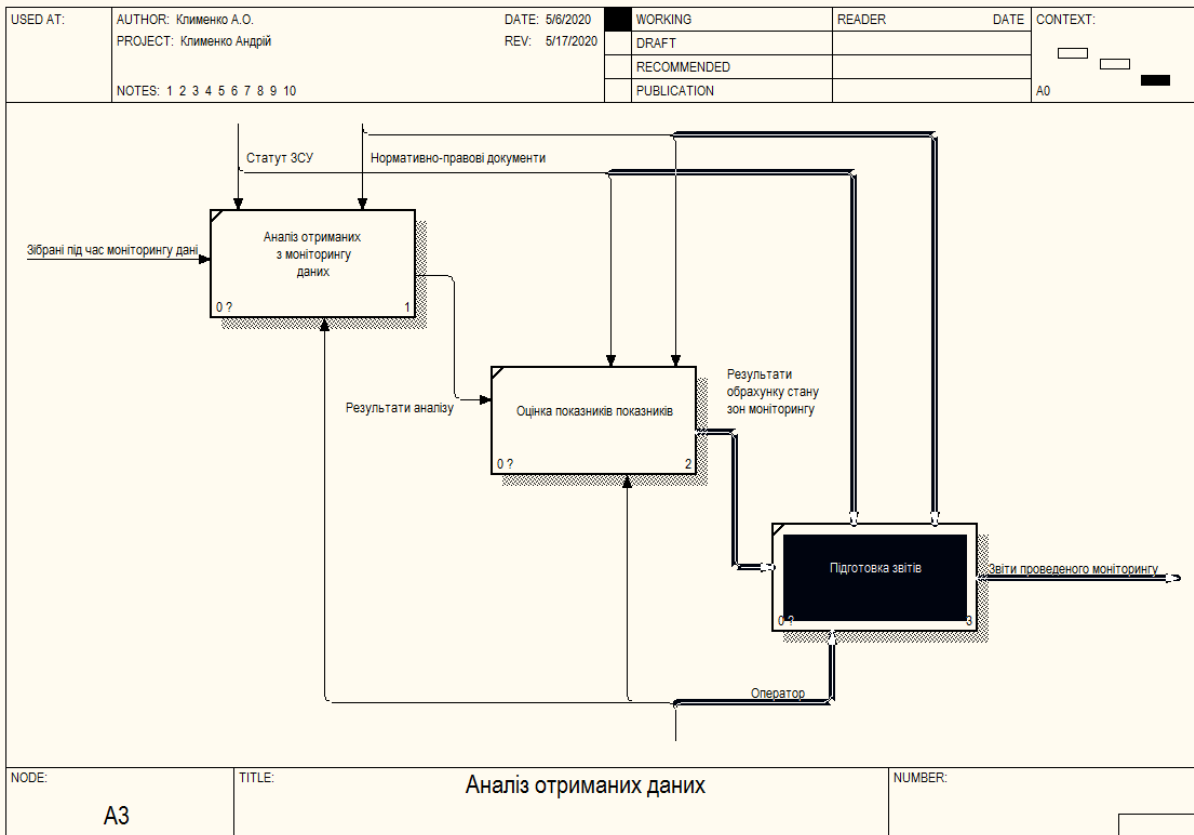 USED AT:
AUTHOR: Клименко А.О.
DATE: 5/6/2020
PROJECT: Клименко Андрій
REV: 5/17/2020
NOTES: 1 2 3 4 5 6 7 8 9 10
WORKING
DRAFT
RECOMMENDED
PUBLICATION
READER
DATE
CONTEXT:
A0
Статут ЗСУ
Нормативно-правові документи
Зібрані під час моніторингу дані
Аналіз отриманих
з моніторингу
даних
0 ?
1
Результати аналізу
Оцінка показників показників
0 ?
2
Результати
обрахунку стану
зон моніторингу
Підготовка звітів
0 ?
3
Звіти проведеного моніторингу
Оператор
NODE:
A3
TITLE:
Аналіз отриманих даних
NUMBER: